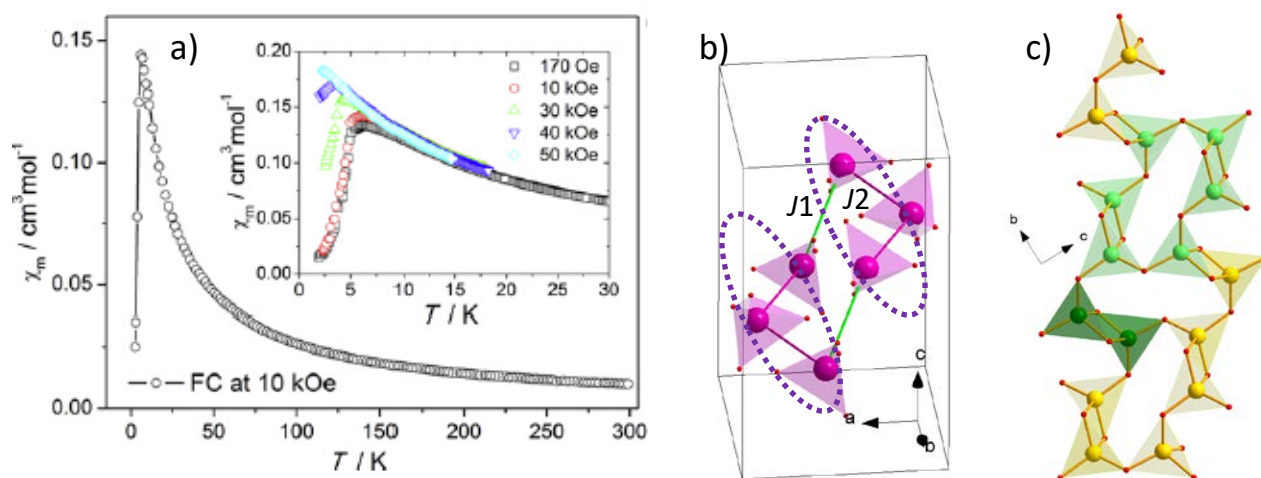 a)
b)
c)
χm / cm³mol⁻¹
0.15
0.10
0.05
0.00
0
50
100
150
200
250
300
T / K
FC at 10 kOe
χm / cm³mol⁻¹
0.20
0.15
0.10
0.05
0.00
0
5
10
15
20
25
30
T / K
170 Oe
10 kOe
30 kOe
40 kOe
50 kOe
J1
J2
c
a
b
b
c